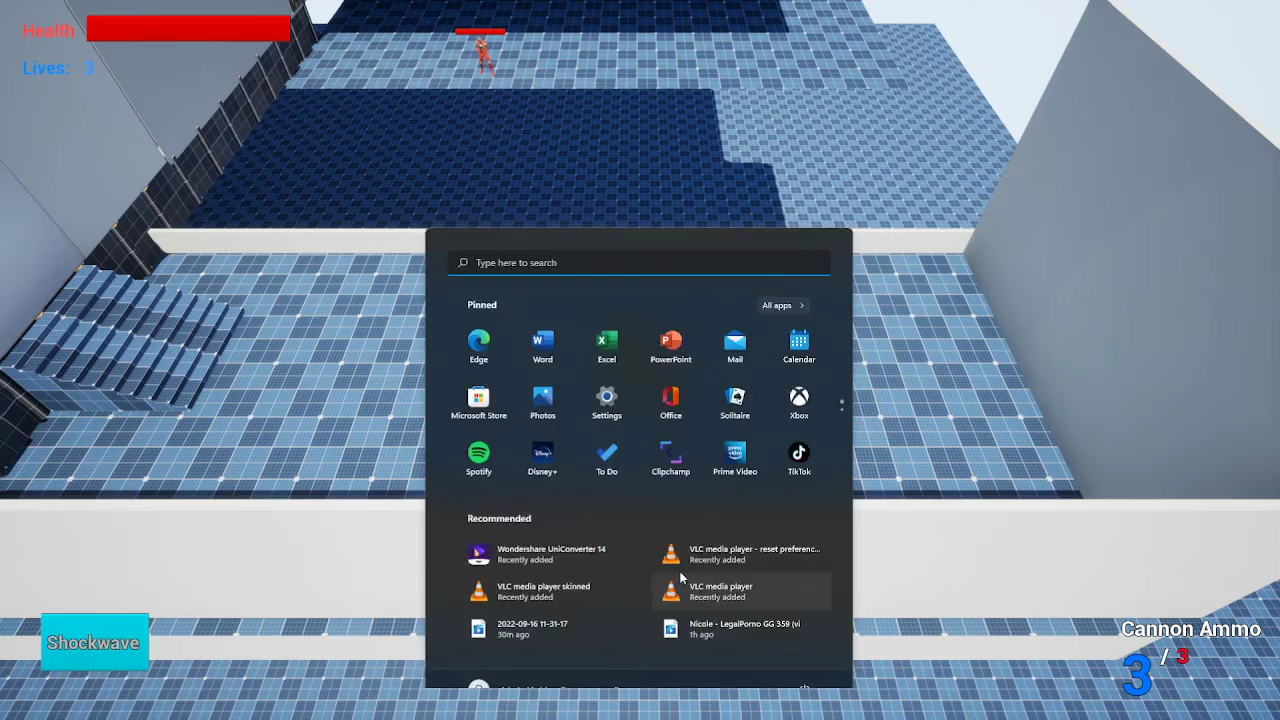 Health
Lives: 3
Type here to search
Pinned
All apps
Edge
Word
Excel
PowerPoint
Mail
Calendar
Microsoft Store
Photos
Settings
Office
Solitaire
Xbox
Spotify
Disney+
To Do
Clipchamp
Prime Video
TikTok
Recommended
Wondershare UniConverter 14
Recently added
VLC media player - reset preferenc...
Recently added
VLC media player skinned
Recently added
VLC media player
Recently added
2022-09-16 11-31-17
30m ago
Nicole - LegalPorno GG 3.59 (vi
1h ago
Shockwave
Cannon Ammo
3 / 3